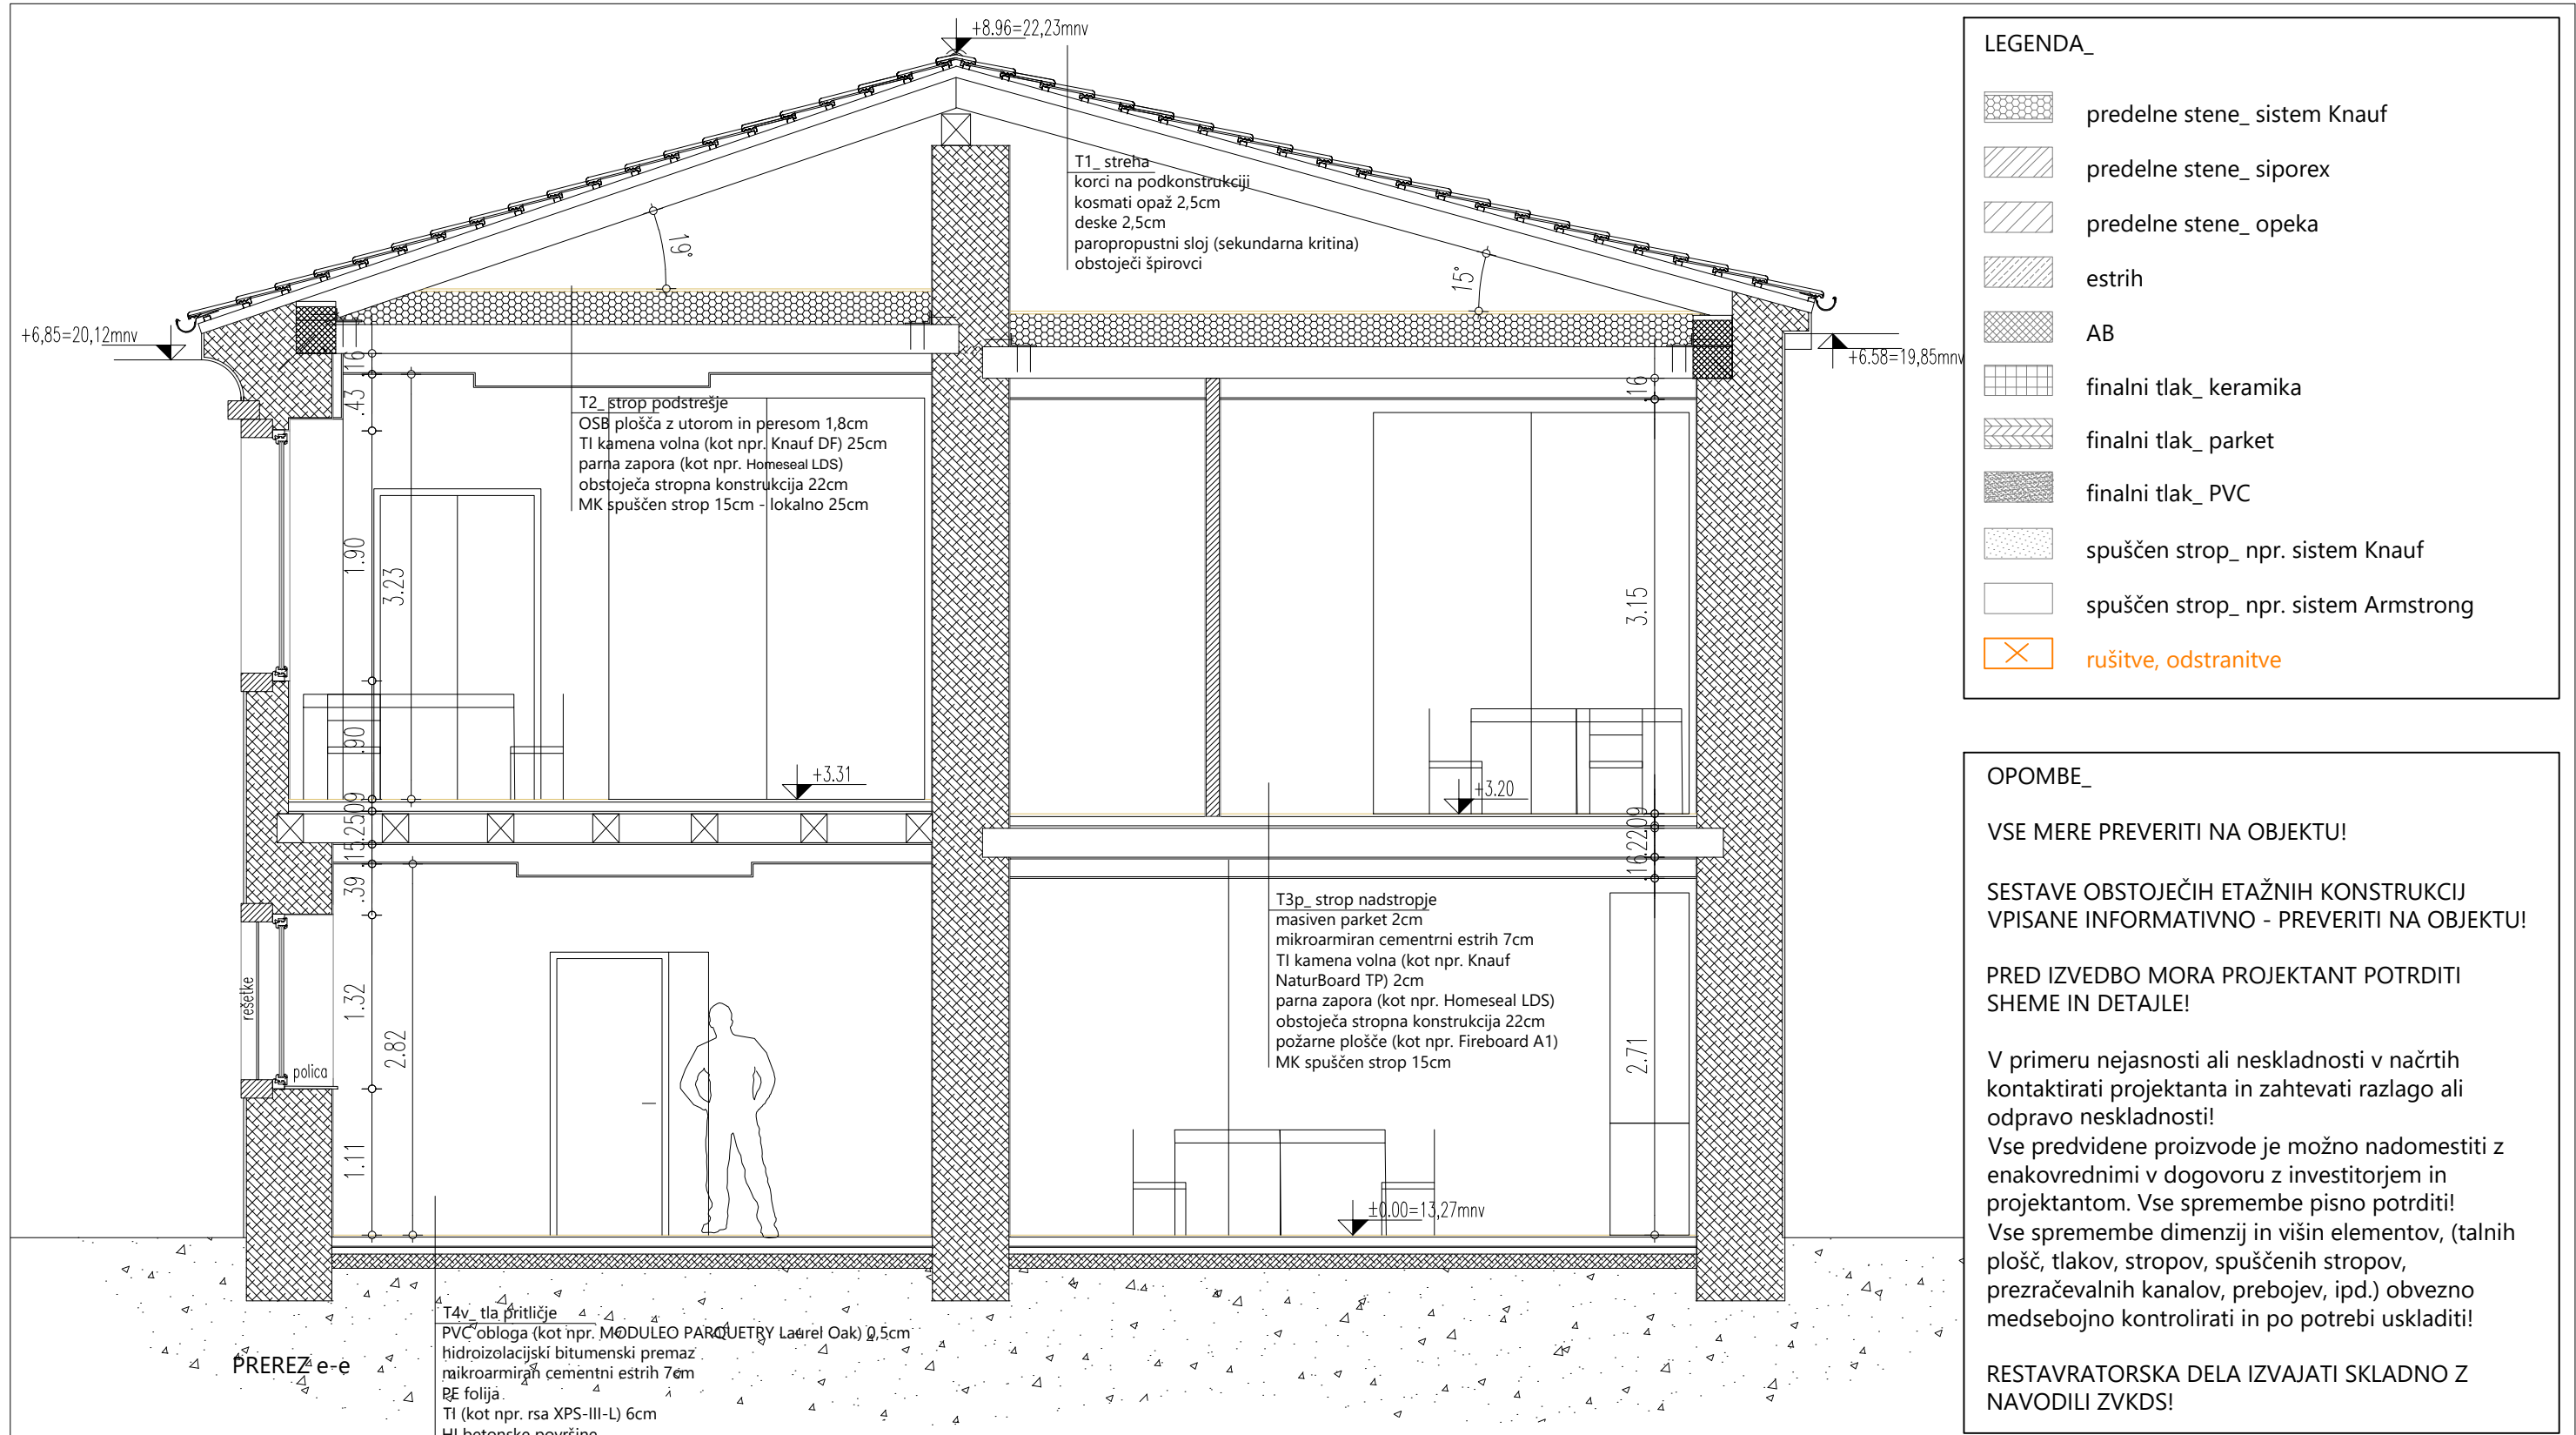 +8.96=22,23mnv
T1_ streha
korci na podkonstrukciji
kosmati opaž 2,5cm
deske 2,5cm
paropropustni sloj (sekundarna kritina)
obstoječi špirovci
19°
15°
+6,85=20,12mnv
+6.58=19,85mnv
T2_ strop podstrešje
OSB plošča z utorom in peresom 1,8cm
TI kamena volna (kot npr. Knauf DF) 25cm
parna zapora (kot npr. Homeseal LDS)
obstoječa stropna konstrukcija 22cm
MK spuščen strop 15cm - lokalno 25cm
.16
.43
1.90
3.23
.90
.09
.25
.15
.39
1.32
2.82
1.11
.16
3.15
.09
.22
.16
2.71
+3.31
+3.20
rešetke
polica
T3p_ strop nadstropje
masiven parket 2cm
mikroarmiran cementrni estrih 7cm
TI kamena volna (kot npr. Knauf
NaturBoard TP) 2cm
parna zapora (kot npr. Homeseal LDS)
obstoječa stropna konstrukcija 22cm
požarne plošče (kot npr. Fireboard A1)
MK spuščen strop 15cm
±0.00=13,27mnv
T4v_ tla pritličje
PVC obloga (kot npr. MODULEO PARQUETRY Laurel Oak) 0,5cm
hidroizolacijski bitumenski premaz
mikroarmiran cementni estrih 7cm
PE folija
TI (kot npr. rsa XPS-III-L) 6cm
HI betonske površine
PREREZ e-e
LEGENDA_
predelne stene_ sistem Knauf
predelne stene_ siporex
predelne stene_ opeka
estrih
AB
finalni tlak_ keramika
finalni tlak_ parket
finalni tlak_ PVC
spuščen strop_ npr. sistem Knauf
spuščen strop_ npr. sistem Armstrong
rušitve, odstranitve
OPOMBE_
VSE MERE PREVERITI NA OBJEKTU!
SESTAVE OBSTOJEČIH ETAŽNIH KONSTRUKCIJ
VPISANE INFORMATIVNO - PREVERITI NA OBJEKTU!
PRED IZVEDBO MORA PROJEKTANT POTRDITI
SHEME IN DETAJLE!
V primeru nejasnosti ali neskladnosti v načrtih
kontaktirati projektanta in zahtevati razlago ali
odpravo neskladnosti!
Vse predvidene proizvode je možno nadomestiti z
enakovrednimi v dogovoru z investitorjem in
projektantom. Vse spremembe pisno potrditi!
Vse spremembe dimenzij in višin elementov, (talnih
plošč, tlakov, stropov, spuščenih stropov,
prezračevalnih kanalov, prebojev, ipd.) obvezno
medsebojno kontrolirati in po potrebi uskladiti!
RESTAVRATORSKA DELA IZVAJATI SKLADNO Z
NAVODILI ZVKDS!